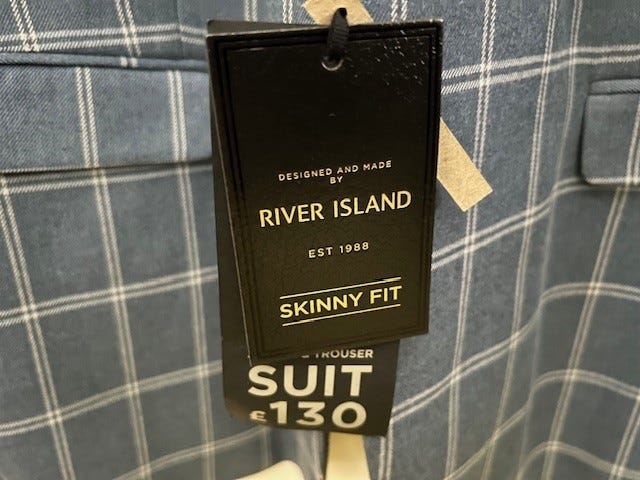 DESIGNED AND MADE
BY
RIVER ISLAND
EST 1988
SKINNY FIT
& TROUSER
SUIT
£130